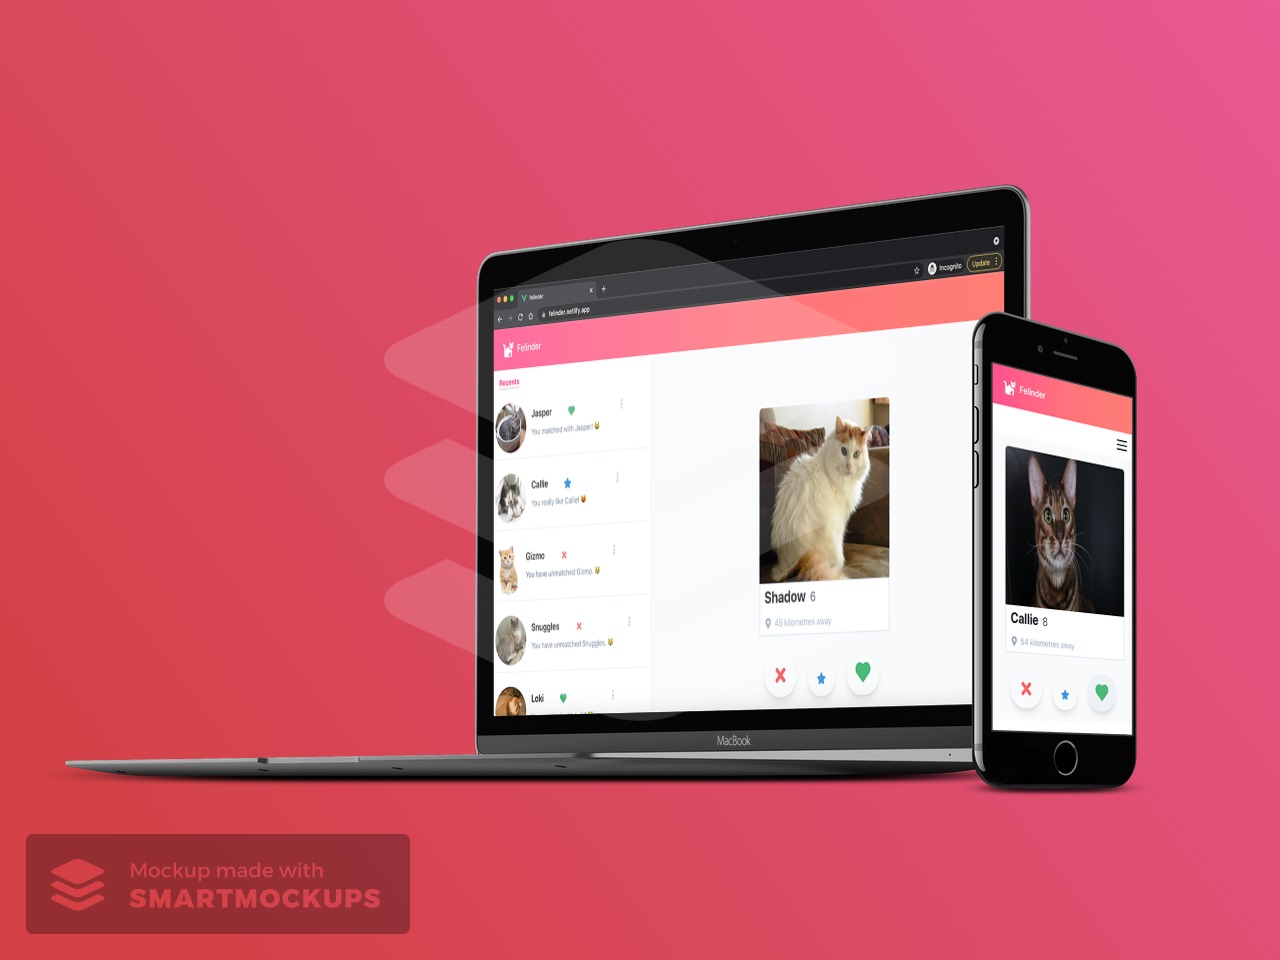 felinder
Incognito
Update
felinder.netlify.app
Felinder
Recents
Jasper
You matched with Jasper! 😺
Callie
You really like Callie! 😺
Gizmo
You have unmatched Gizmo. 😺
Snuggles
You have unmatched Snuggles. 😺
Loki
Shadow 6
45 kilometres away
MacBook
Felinder
Callie 8
54 kilometres away
Mockup made with
SMARTMOCKUPS